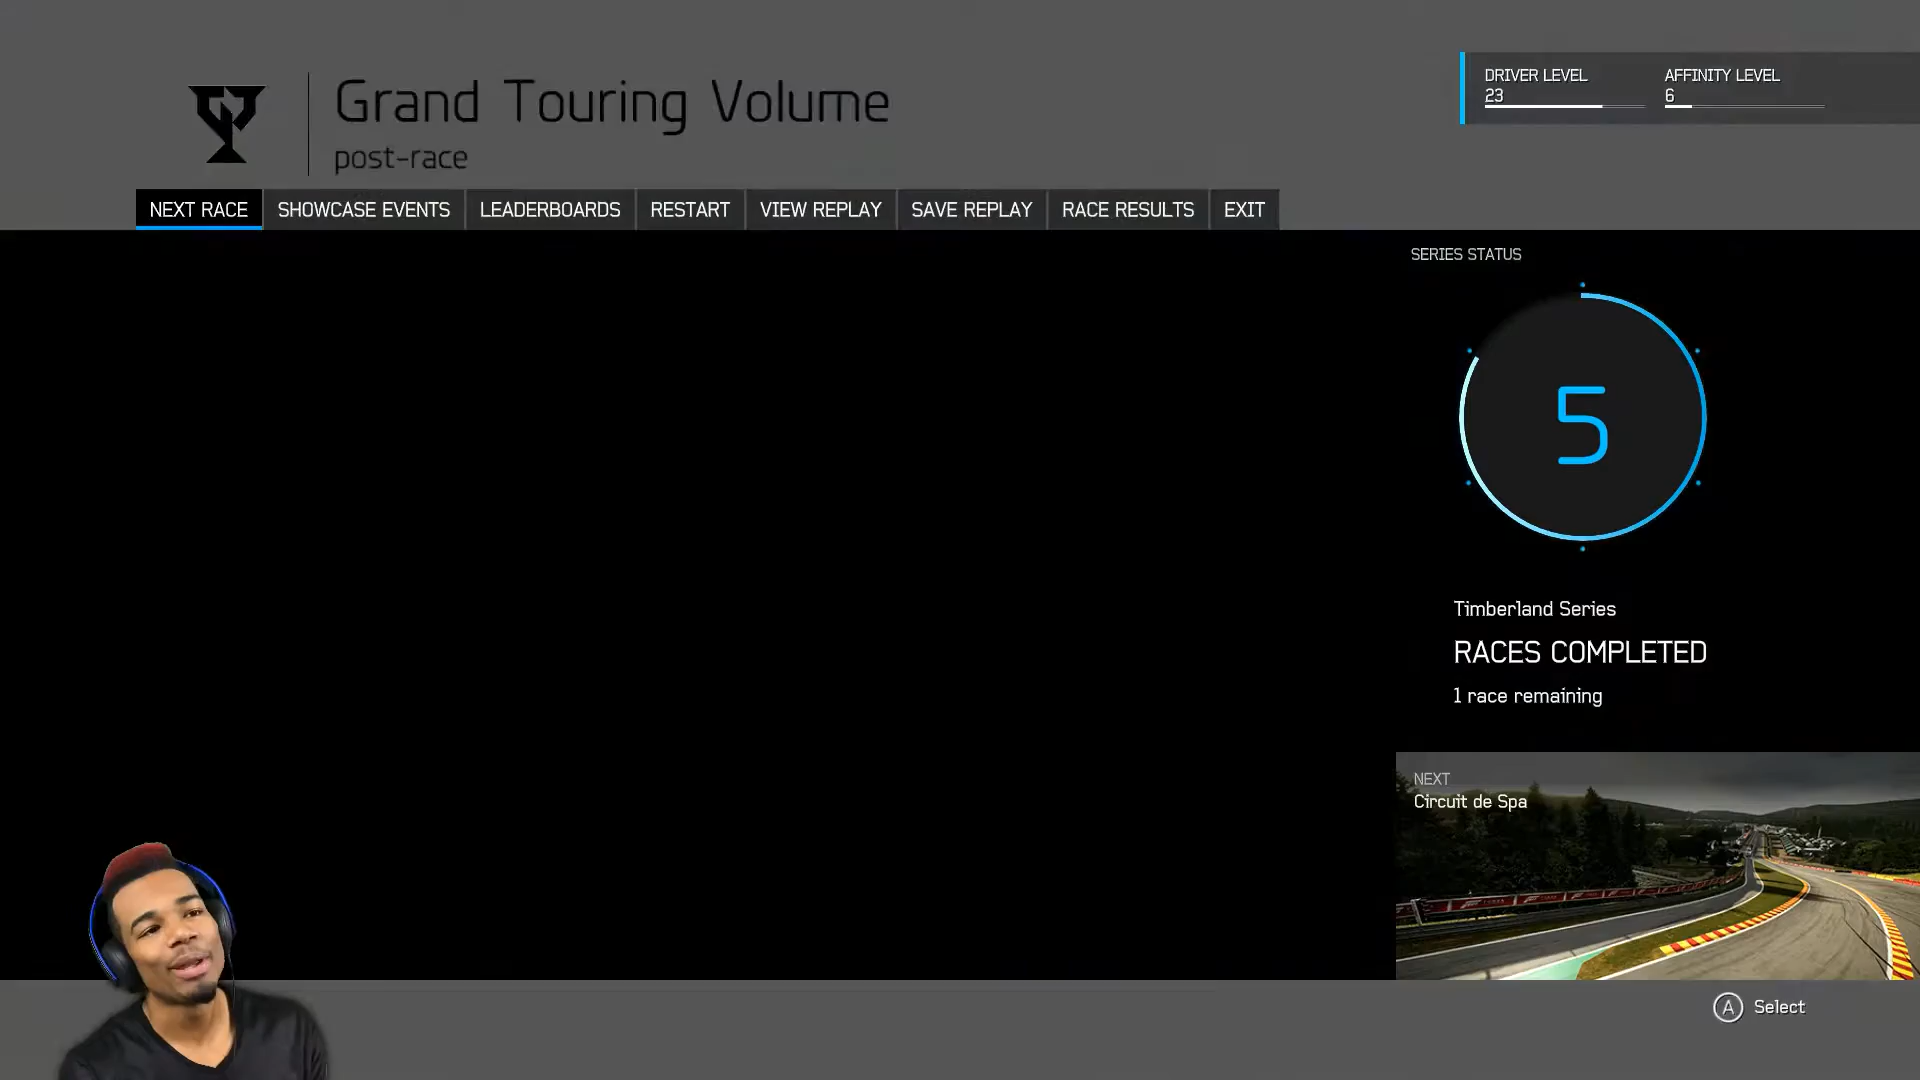 Grand Touring Volume
post-race
DRIVER LEVEL
23
AFFINITY LEVEL
6
NEXT RACE
SHOWCASE EVENTS
LEADERBOARDS
RESTART
VIEW REPLAY
SAVE REPLAY
RACE RESULTS
EXIT
SERIES STATUS
5
Timberland Series
RACES COMPLETED
1 race remaining
NEXT
Circuit de Spa
A Select